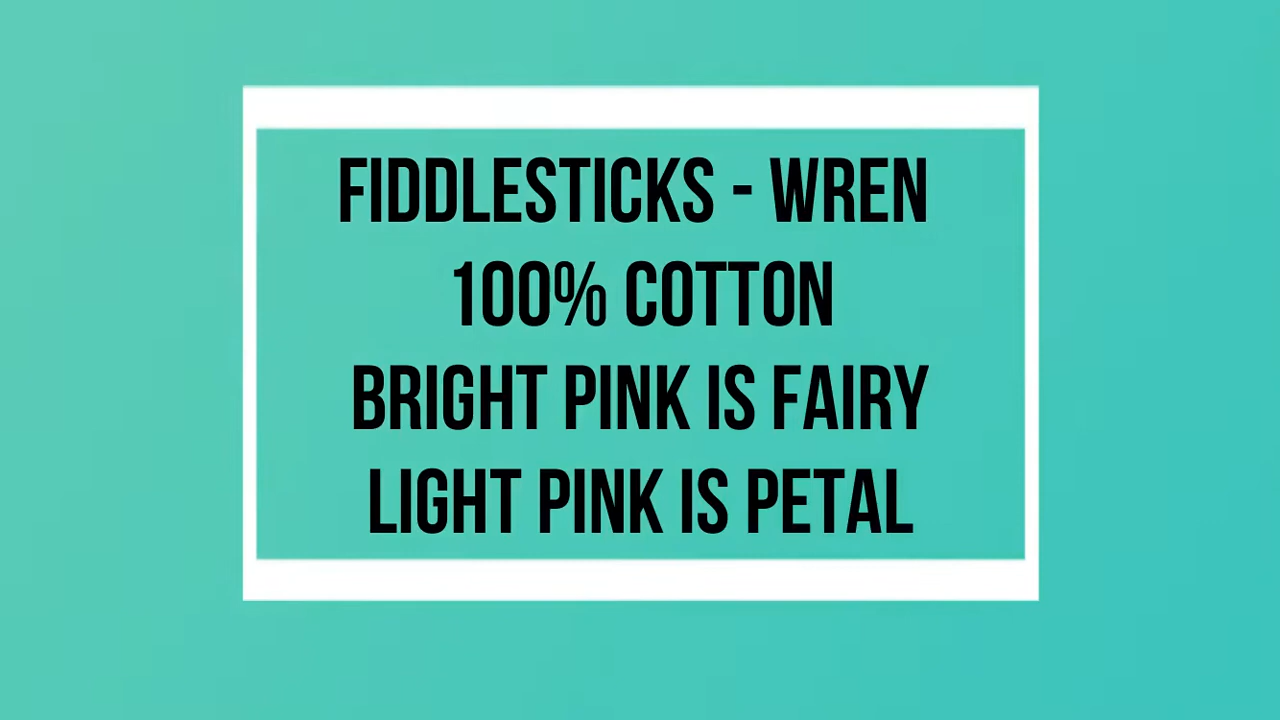 FIDDLESTICKS - WREN
100% COTTON
BRIGHT PINK IS FAIRY
LIGHT PINK IS PETAL